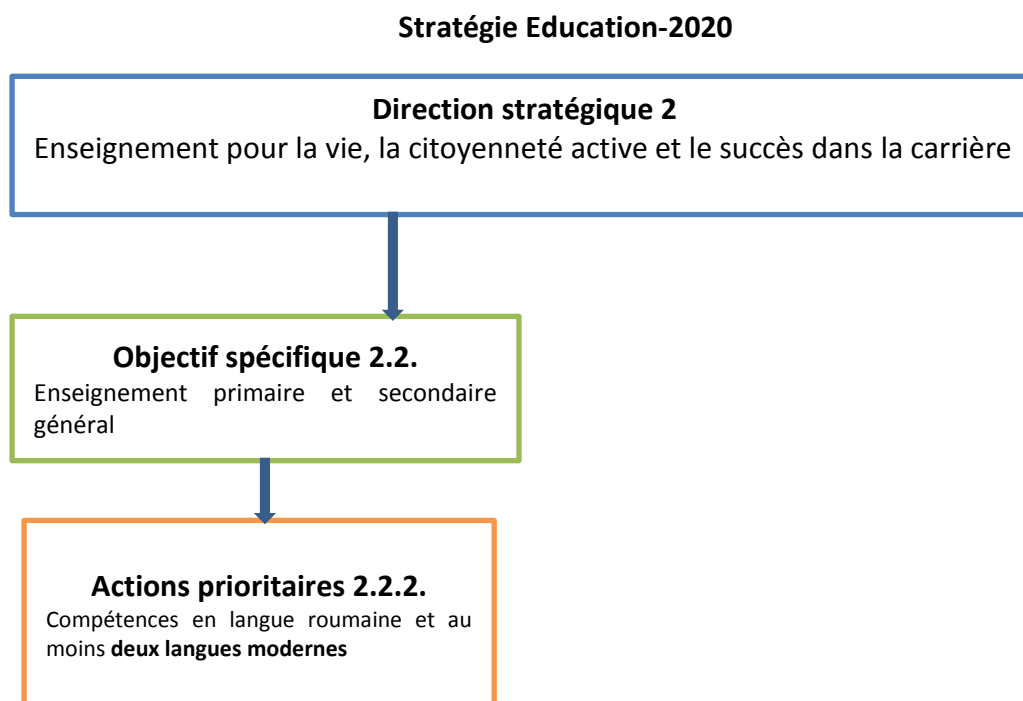 Stratégie Education-2020
Direction stratégique 2
Enseignement pour la vie, la citoyenneté active et le succès dans la carrière
Objectif spécifique 2.2.
Enseignement primaire et secondaire
général
Actions prioritaires 2.2.2.
Compétences en langue roumaine et au
moins deux langues modernes